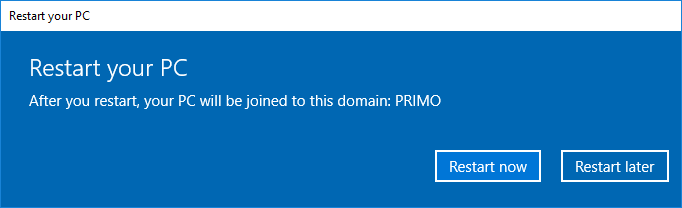 Restart your PC
Restart your PC
After you restart, your PC will be joined to this domain: PRIMO
Restart now
Restart later